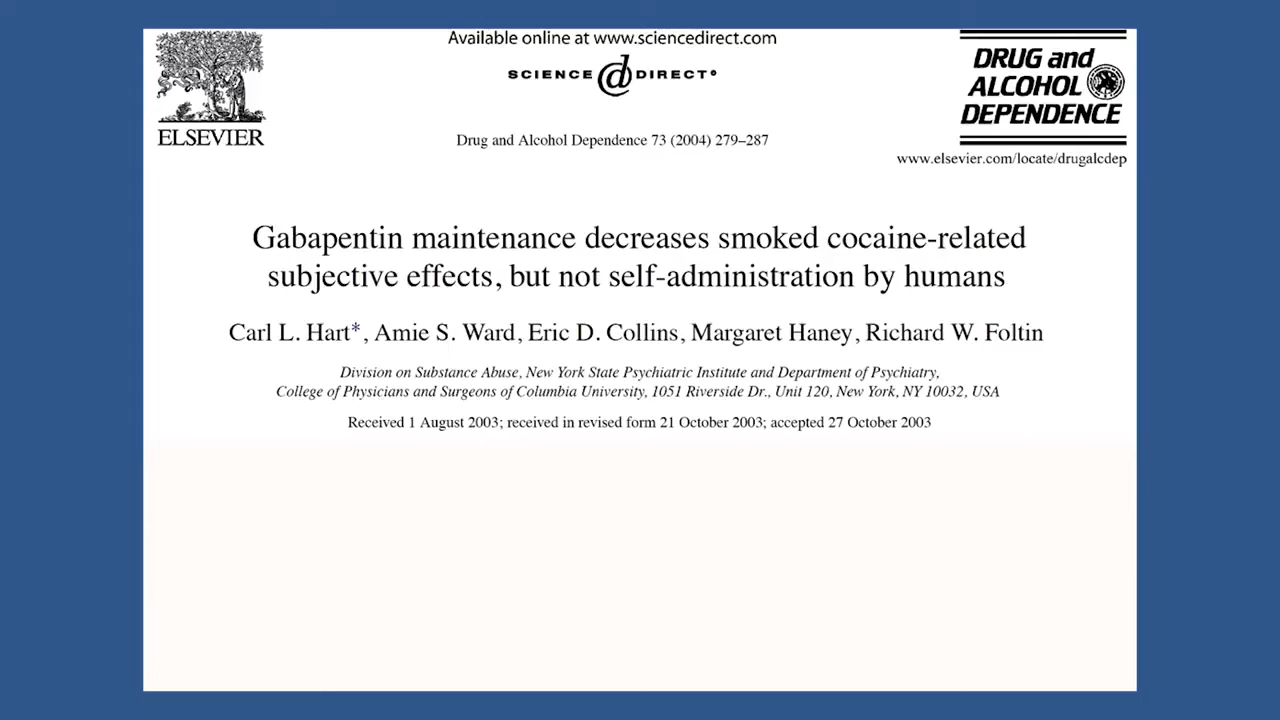 Available online at www.sciencedirect.com
SCIENCE DIRECT®
ELSEVIER
DRUG and
ALCOHOL
DEPENDENCE
Drug and Alcohol Dependence 73 (2004) 279–287
www.elsevier.com/locate/drugalcdep
Gabapentin maintenance decreases smoked cocaine-related
subjective effects, but not self-administration by humans
Carl L. Hart*, Amie S. Ward, Eric D. Collins, Margaret Haney, Richard W. Foltin
Division on Substance Abuse, New York State Psychiatric Institute and Department of Psychiatry,
College of Physicians and Surgeons of Columbia University, 1051 Riverside Dr., Unit 120, New York, NY 10032, USA
Received 1 August 2003; received in revised form 21 October 2003; accepted 27 October 2003